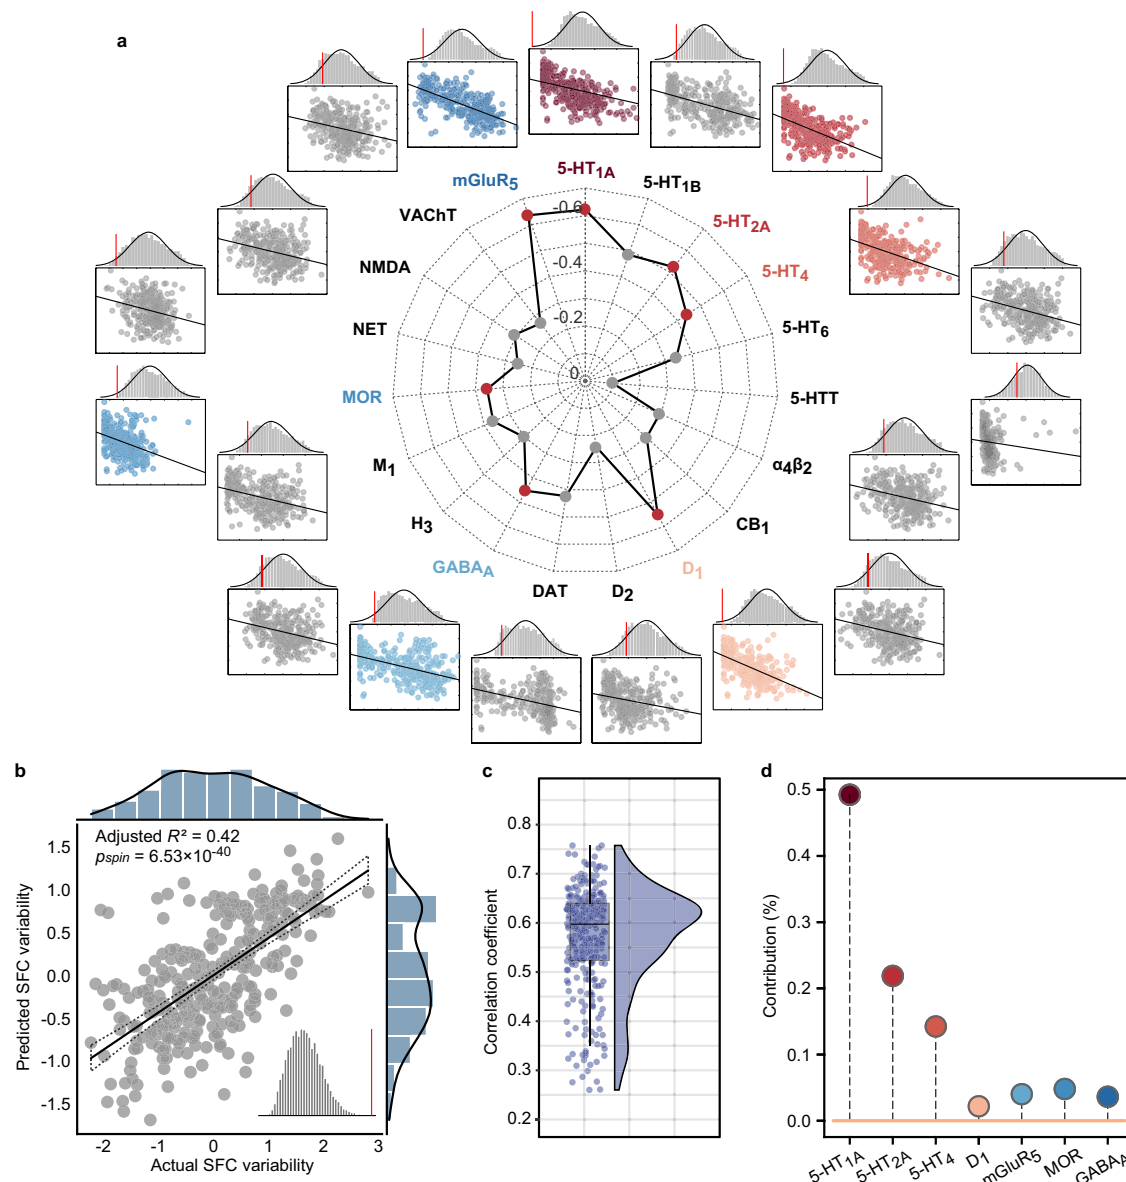 a
5-HT1A
mGluR5
5-HT1B
VAChT
5-HT2A
NMDA
5-HT4
NET
5-HT6
MOR
5-HTT
M1
α4β2
H3
CB1
GABAA
D1
DAT
D2
-0.6
-0.4
-0.2
0
b
Adjusted R² = 0.42
pspin = 6.53×10-40
Predicted SFC variability
1.5
1.0
0.5
0.0
-0.5
-1.0
-1.5
-2
-1
0
1
2
3
Actual SFC variability
c
Correlation coefficient
0.8
0.7
0.6
0.5
0.4
0.3
0.2
d
Contribution (%)
0.5
0.4
0.3
0.2
0.1
0.0
5-HT1A
5-HT2A
5-HT4
D1
mGluR5
MOR
GABAA